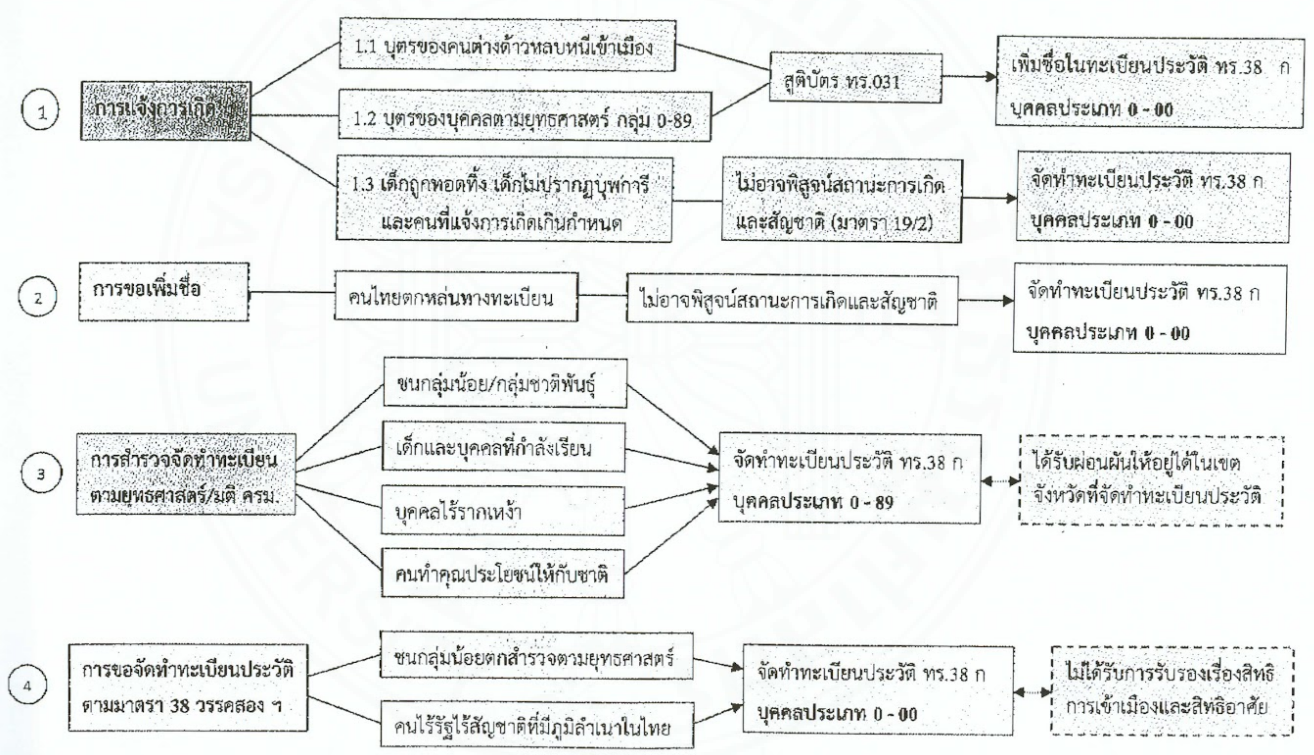 1
การแจ้งการเกิด
1.1 บุตรของคนต่างด้าวหลบหนีเข้าเมือง
1.2 บุตรของบุคคลตามยุทธศาสตร์ กลุ่ม 0-89
สูติบัตร ทร.031
เพิ่มชื่อในทะเบียนประวัติ ทร.38 ก
บุคคลประเภท 0 - 00
1.3 เด็กถูกทอดทิ้ง เด็กไม่ปรากฏบุพการี
และคนที่แจ้งการเกิดเกินกำหนด
ไม่อาจพิสูจน์สถานะการเกิด
และสัญชาติ (มาตรา 19/2)
จัดทำทะเบียนประวัติ ทร.38 ก
บุคคลประเภท 0 - 00
2
การขอเพิ่มชื่อ
คนไทยตกหล่นทางทะเบียน
ไม่อาจพิสูจน์สถานะการเกิดและสัญชาติ
จัดทำทะเบียนประวัติ ทร.38 ก
บุคคลประเภท 0 - 00
3
การสำรวจจัดทำทะเบียน
ตามยุทธศาสตร์/มติ ครม.
ชนกลุ่มน้อย/กลุ่มชาติพันธุ์
เด็กและบุคคลที่กำลังเรียน
บุคคลไร้รากเหง้า
คนทำคุณประโยชน์ให้กับชาติ
จัดทำทะเบียนประวัติ ทร.38 ก
บุคคลประเภท 0 - 89
ได้รับผ่อนผันให้อยู่ได้ในเขต
จังหวัดที่จัดทำทะเบียนประวัติ
4
การขอจัดทำทะเบียนประวัติ
ตามมาตรา 38 วรรคสอง ฯ
ชนกลุ่มน้อยตกสำรวจตามยุทธศาสตร์
คนไร้รัฐไร้สัญชาติที่มีภูมิลำเนาในไทย
จัดทำทะเบียนประวัติ ทร.38 ก
บุคคลประเภท 0 - 00
ไม่ได้รับการรับรองเรื่องสิทธิ
การเข้าเมืองและสิทธิอาศัย